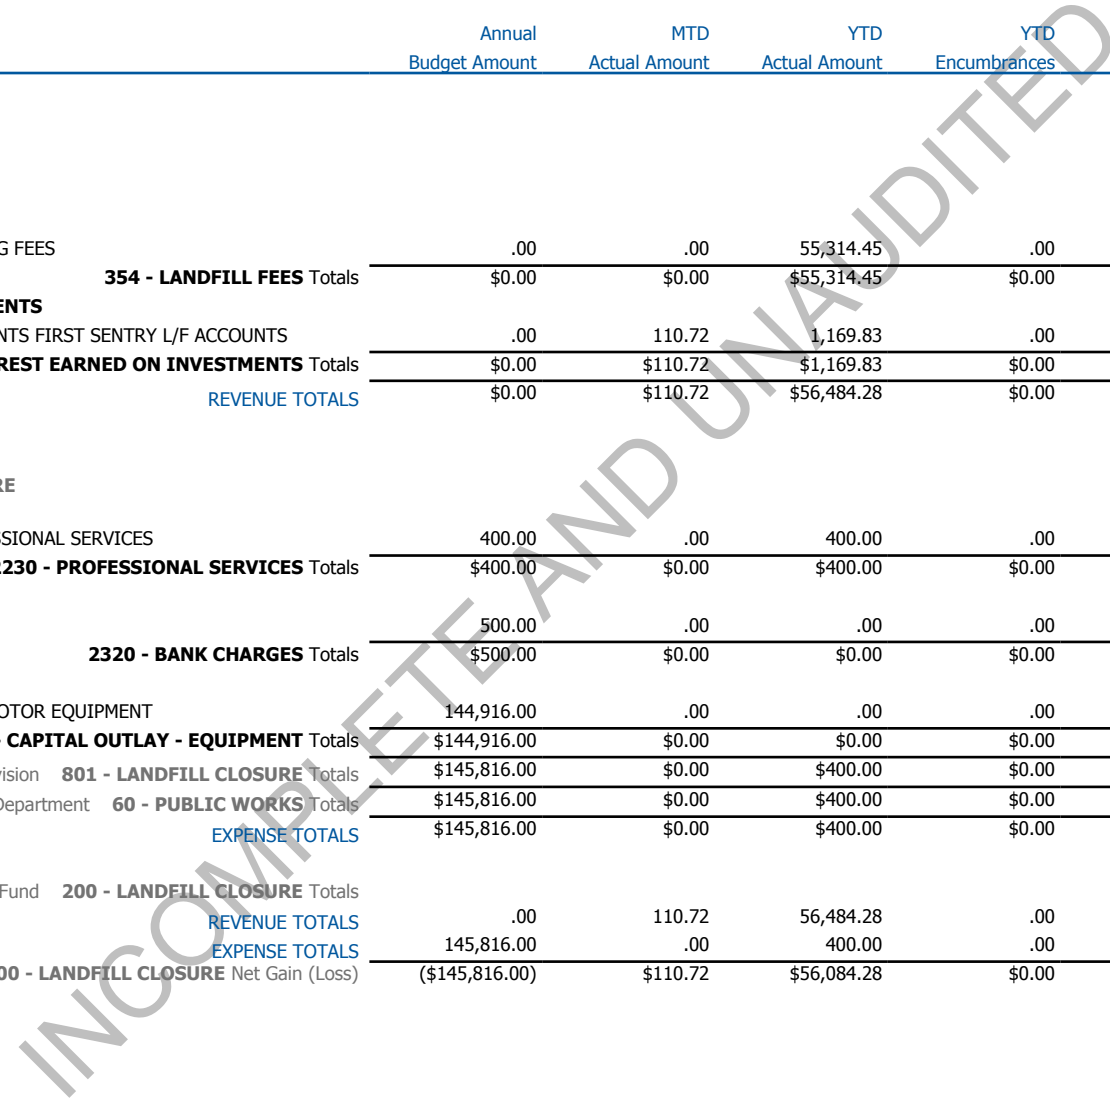 Annual MTD YTD YTD
Budget Amount Actual Amount Actual Amount Encumbrances
G FEES .00 .00 55,314.45 .00
354 - LANDFILL FEES Totals $0.00 $0.00 $55,314.45 $0.00
ENTS
NTS FIRST SENTRY L/F ACCOUNTS .00 110.72 1,169.83 .00
REST EARNED ON INVESTMENTS Totals $0.00 $110.72 $1,169.83 $0.00
REVENUE TOTALS $0.00 $110.72 $56,484.28 $0.00
RE
SSIONAL SERVICES 400.00 .00 400.00 .00
2230 - PROFESSIONAL SERVICES Totals $400.00 $0.00 $400.00 $0.00
500.00 .00 .00 .00
2320 - BANK CHARGES Totals $500.00 $0.00 $0.00 $0.00
OTOR EQUIPMENT 144,916.00 .00 .00 .00
- CAPITAL OUTLAY - EQUIPMENT Totals $144,916.00 $0.00 $0.00 $0.00
vision 801 - LANDFILL CLOSURE Totals $145,816.00 $0.00 $400.00 $0.00
Department 60 - PUBLIC WORKS Totals $145,816.00 $0.00 $400.00 $0.00
EXPENSE TOTALS $145,816.00 $0.00 $400.00 $0.00
Fund 200 - LANDFILL CLOSURE Totals
REVENUE TOTALS .00 110.72 56,484.28 .00
EXPENSE TOTALS 145,816.00 .00 400.00 .00
00 - LANDFILL CLOSURE Net Gain (Loss) ($145,816.00) $110.72 $56,084.28 $0.00
INCOMPLETE AND UNAUDITED